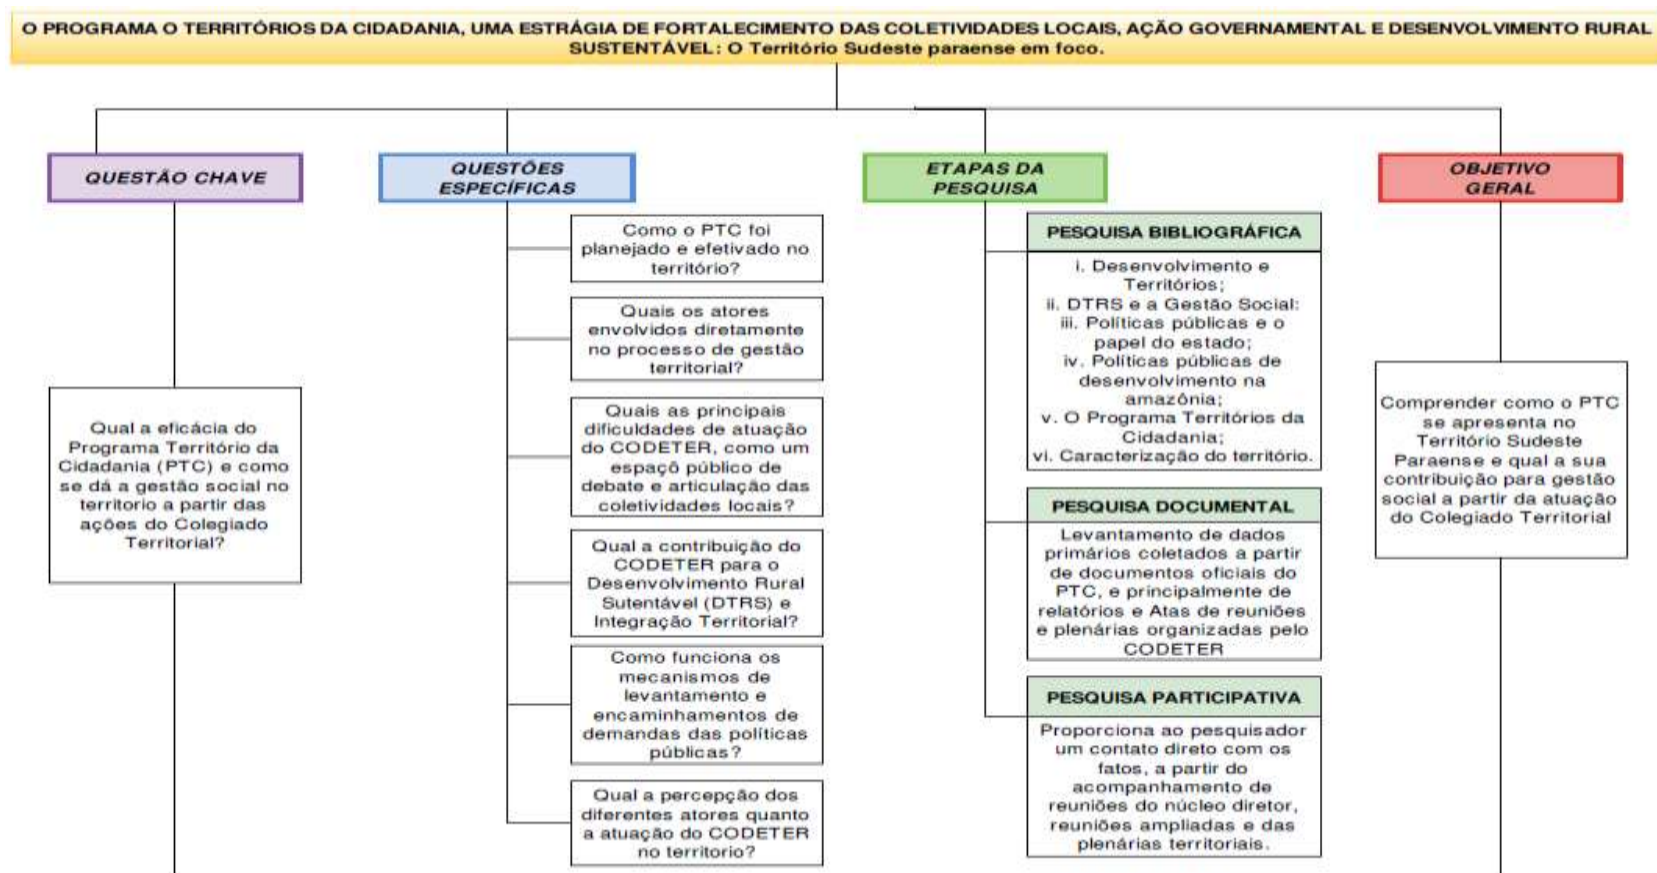 O PROGRAMA O TERRITÓRIOS DA CIDADANIA, UMA ESTRÁGIA DE FORTALECIMENTO DAS COLETIVIDADES LOCAIS, AÇÃO GOVERNAMENTAL E DESENVOLVIMENTO RURAL
SUSTENTÁVEL: O Território Sudeste paraense em foco.
QUESTÃO CHAVE
Qual a eficácia do
Programa Território da
Cidadania (PTC) e como
se dá a gestão social no
territorio a partir das
ações do Colegiado
Territorial?
QUESTÕES
ESPECÍFICAS
Como o PTC foi
planejado e efetivado no
território?
Quais os atores
envolvidos diretamente
no processo de gestão
territorial?
Quais as principais
dificuldades de atuação
do CODETER, como um
espaçõ público de
debate e articulação das
coletividades locais?
Qual a contribuição do
CODETER para o
Desenvolvimento Rural
Sutentável (DTRS) e
Integração Territorial?
Como funciona os
mecanismos de
levantamento e
encaminhamentos de
demandas das políticas
públicas?
Qual a percepção dos
diferentes atores quanto
a atuação do CODETER
no territorio?
ETAPAS DA
PESQUISA
PESQUISA BIBLIOGRÁFICA
i. Desenvolvimento e
Territórios;
ii. DTRS e a Gestão Social:
iii. Políticas públicas e o
papel do estado;
iv. Políticas públicas de
desenvolvimento na
amazônia;
v. O Programa Territórios da
Cidadania;
vi. Caracterização do território.
PESQUISA DOCUMENTAL
Levantamento de dados
primários coletados a partir
de documentos oficiais do
PTC, e principalmente de
relatórios e Atas de reuniões
e plenárias organizadas pelo
CODETER
PESQUISA PARTICIPATIVA
Proporciona ao pesquisador
um contato direto com os
fatos, a partir do
acompanhamento de
reuniões do núcleo diretor,
reuniões ampliadas e das
plenárias territoriais.
OBJETIVO
GERAL
Comprender como o PTC
se apresenta no
Território Sudeste
Paraense e qual a sua
contribuição para gestão
social a partir da atuação
do Colegiado Territorial